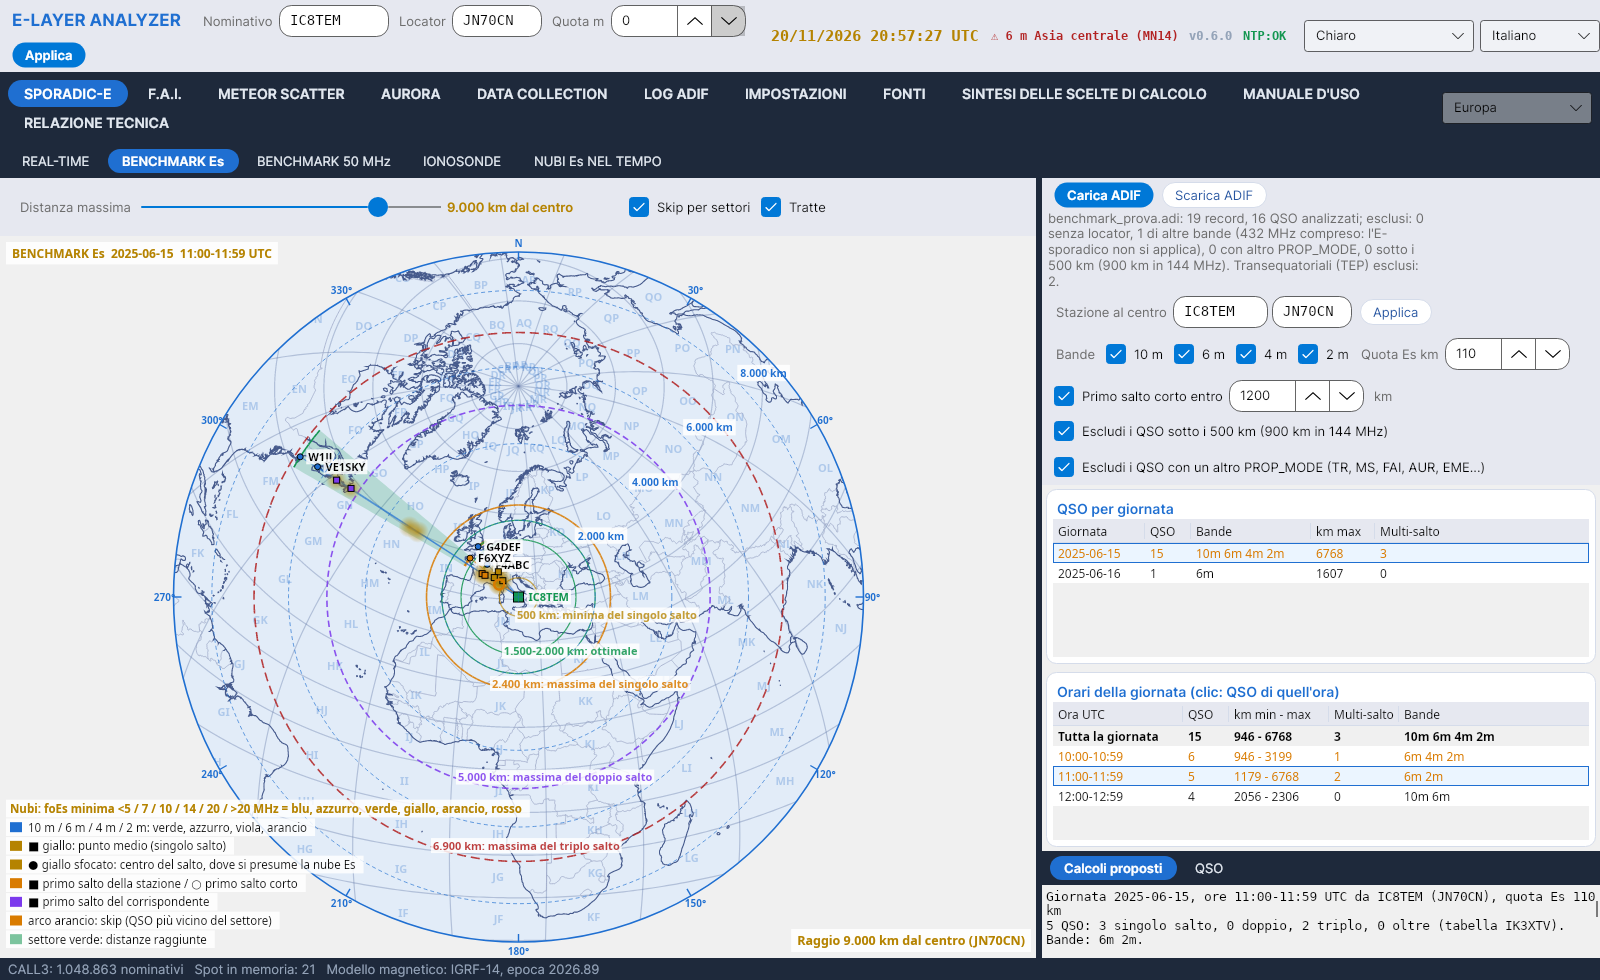 E-LAYER ANALYZER Nominativo IC8TEM Locator JN70CN Quota m 0
20/11/2026 20:57:27 UTC ⚠ 6 m Asia centrale (MN14) v0.6.0 NTP:OK Chiaro Italiano
Applica
SPORADIC-E F.A.I. METEOR SCATTER AURORA DATA COLLECTION LOG ADIF IMPOSTAZIONI FONTI SINTESI DELLE SCELTE DI CALCOLO MANUALE D'USO
RELAZIONE TECNICA
Europa
REAL-TIME BENCHMARK Es BENCHMARK 50 MHz IONOSONDE NUBI Es NEL TEMPO
Distanza massima 9.000 km dal centro Skip per settori Tratte
BENCHMARK Es 2025-06-15 11:00-11:59 UTC
N
330° 30°
8.000 km
300° 60°
6.000 km
W1
VE1SKY
4.000 km
2.000 km
G4DEF
F6XYZ
ABC
270° IC8TEM 90°
500 km: minima del singolo salto
1.500-2.000 km: ottimale
2.400 km: massima del singolo salto
240° 5.000 km: massima del doppio salto 120°
6.900 km: massima del triplo salto
210° 150°
180°
Nubi: foEs minima <5 / 7 / 10 / 14 / 20 / >20 MHz = blu, azzurro, verde, giallo, arancio, rosso
10 m / 6 m / 4 m / 2 m: verde, azzurro, viola, arancio
■ giallo: punto medio (singolo salto)
● giallo sfocato: centro del salto, dove si presume la nube Es
■ primo salto della stazione / ○ primo salto corto
■ primo salto del corrispondente
arco arancio: skip (QSO più vicino del settore)
settore verde: distanze raggiunte
Raggio 9.000 km dal centro (JN70CN)
Carica ADIF Scarica ADIF
benchmark_prova.adi: 19 record, 16 QSO analizzati; esclusi: 0
senza locator, 1 di altre bande (432 MHz compreso: l'E-
sporadico non si applica), 0 con altro PROP_MODE, 0 sotto i
500 km (900 km in 144 MHz). Transequatoriali (TEP) esclusi:
2.
Stazione al centro IC8TEM JN70CN Applica
Bande 10 m 6 m 4 m 2 m Quota Es km 110
Primo salto corto entro 1200 km
Escludi i QSO sotto i 500 km (900 km in 144 MHz)
Escludi i QSO con un altro PROP_MODE (TR, MS, FAI, AUR, EME...)
QSO per giornata
Giornata QSO Bande km max Multi-salto
2025-06-15 15 10m 6m 4m 2m 6768 3
2025-06-16 1 6m 1607 0
Orari della giornata (clic: QSO di quell'ora)
Ora UTC QSO km min - max Multi-salto Bande
Tutta la giornata 15 946 - 6768 3 10m 6m 4m 2m
10:00-10:59 6 946 - 3199 1 6m 4m 2m
11:00-11:59 5 1179 - 6768 2 6m 2m
12:00-12:59 4 2056 - 2306 0 10m 6m
Calcoli proposti QSO
Giornata 2025-06-15, ore 11:00-11:59 UTC da IC8TEM (JN70CN), quota Es 110
km
5 QSO: 3 singolo salto, 0 doppio, 2 triplo, 0 oltre (tabella IK3XTV).
Bande: 6m 2m.
CALL3: 1.048.863 nominativi Spot in memoria: 21 Modello magnetico: IGRF-14, epoca 2026.89